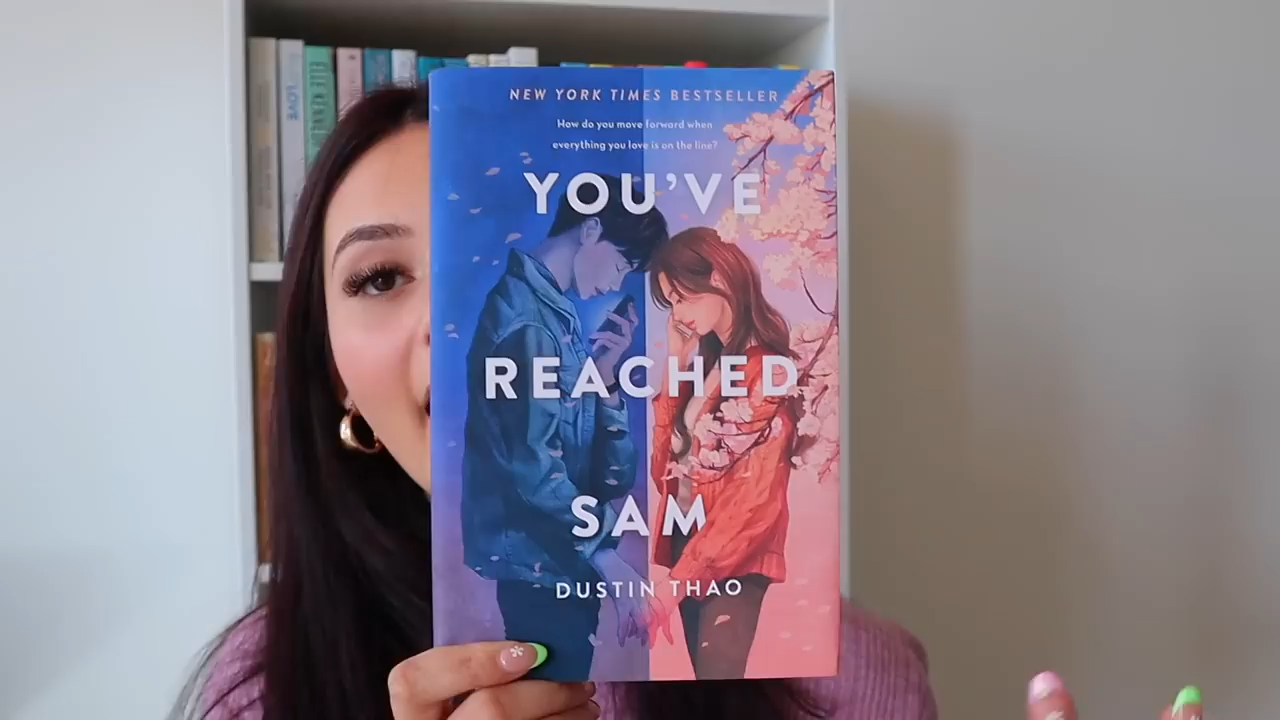 NEW YORK TIMES BESTSELLER
How do you move forward when
everything you love is on the line?
YOU'VE
REACHED
SAM
DUSTIN THAO
LOVE